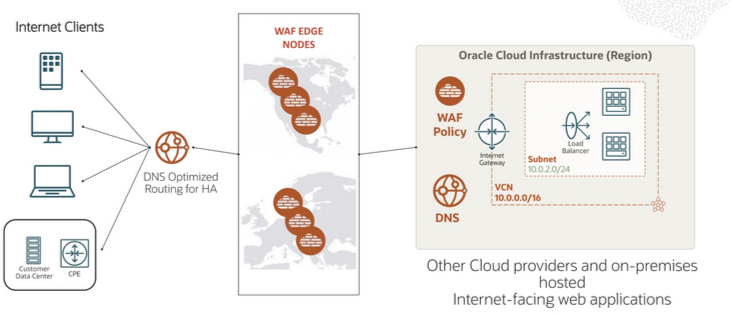 Internet Clients
DNS Optimized
Routing for HA
Customer
Data Center
CPE
WAF EDGE
NODES
Oracle Cloud Infrastructure (Region)
WAF
Policy
DNS
Internet
Gateway
Load
Balancer
Subnet
10.0.2.0/24
VCN
10.0.0.0/16
Other Cloud providers and on-premises
hosted
Internet-facing web applications